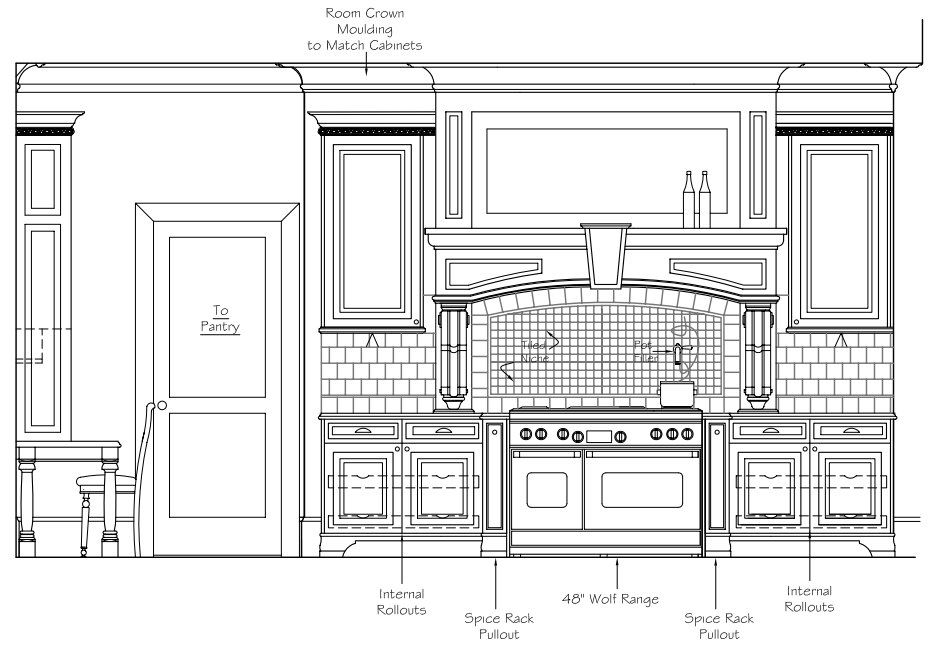 Room Crown
Moulding
to Match Cabinets
To
Pantry
Tiled
Niche
Pot
Filler
Internal
Rollouts
Spice Rack
Pullout
48" Wolf Range
Spice Rack
Pullout
Internal
Rollouts